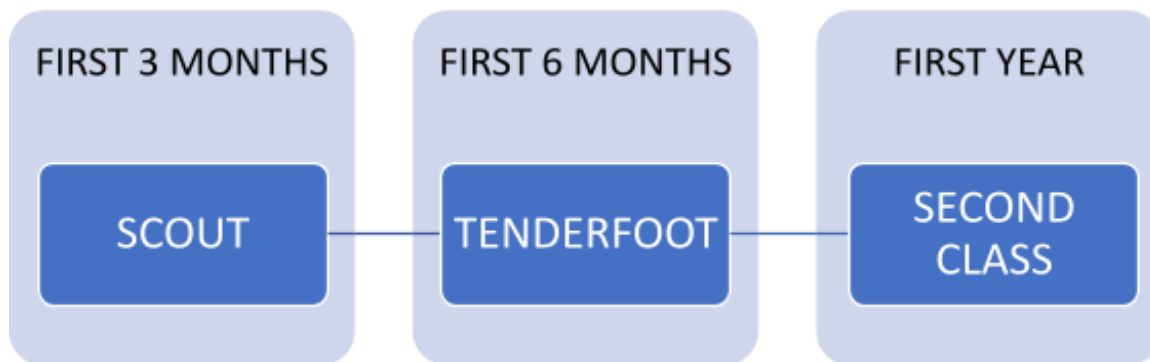 FIRST 3 MONTHS
SCOUT
FIRST 6 MONTHS
TENDERFOOT
FIRST YEAR
SECOND
CLASS